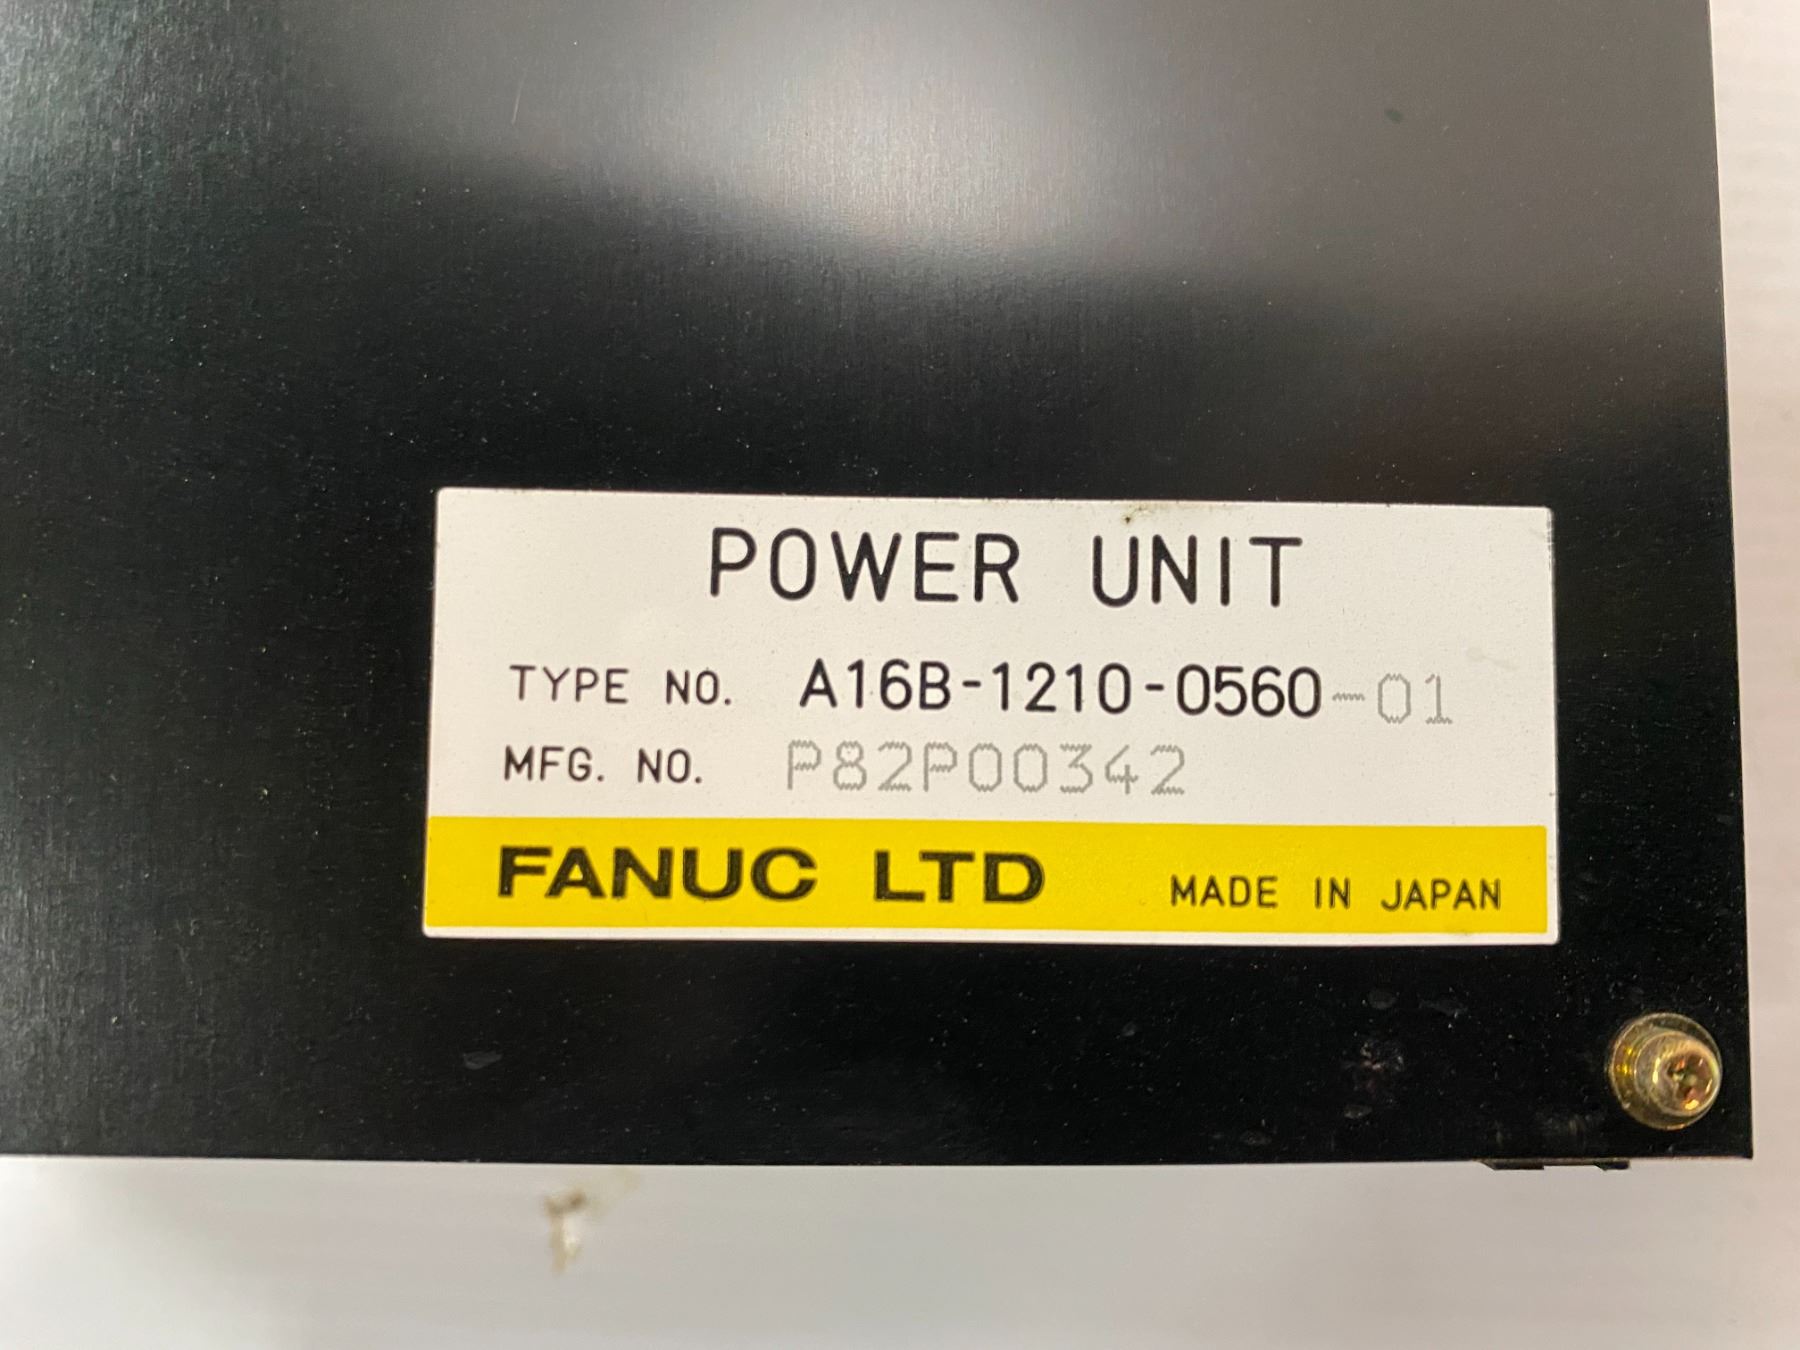 POWER UNIT
TYPE NO. A16B-1210-0560-01
MFG. NO. P82P00342
FANUC LTD MADE IN JAPAN